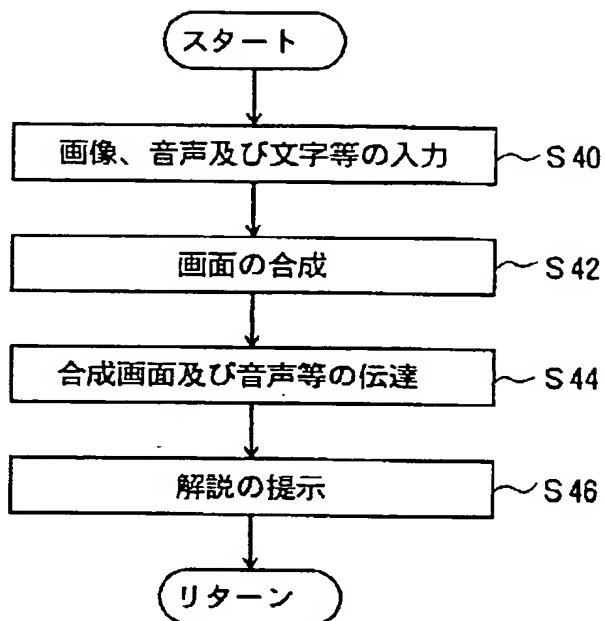 スタート
画像、音声及び文字等の入力 S40
画面の合成 S42
合成画面及び音声等の伝達 S44
解説の提示 S46
リターン